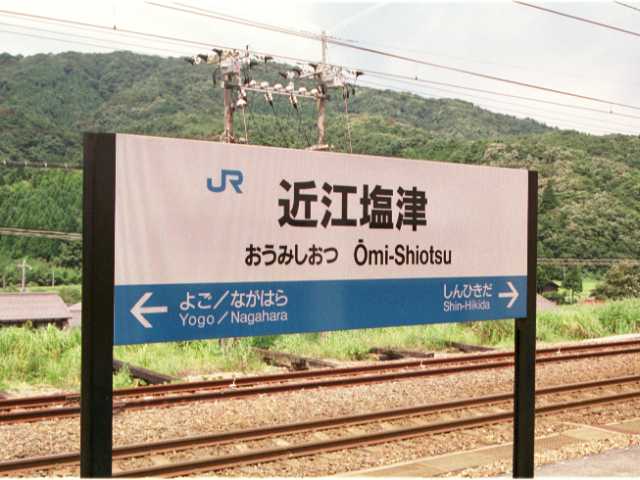 JR
近江塩津
おうみしおつ Ōmi-Shiotsu
← よご／ながはら
Yogo／Nagahara
しんひきだ →
Shin-Hikida